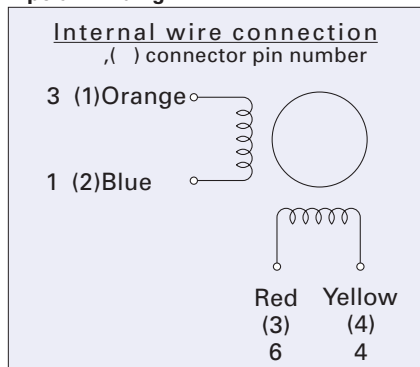 Internal wire connection
,( ) connector pin number
3 (1)Orange
1 (2)Blue
Red Yellow
(3) (4)
6 4